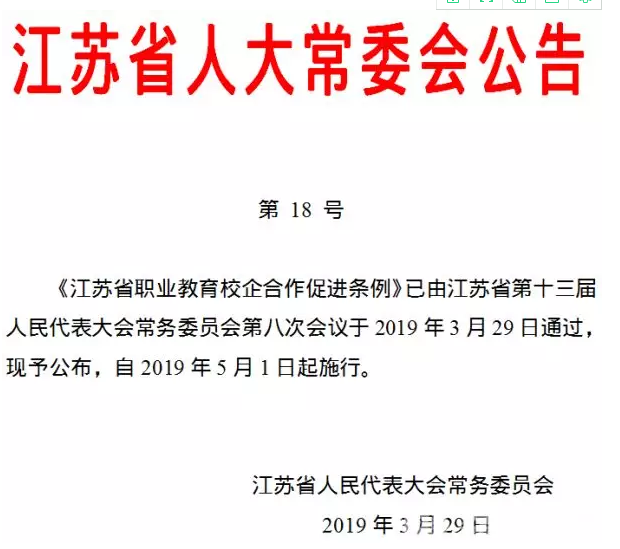 江苏省人大常委会公告
第 18 号
《江苏省职业教育校企合作促进条例》已由江苏省第十三届
人民代表大会常务委员会第八次会议于 2019 年 3 月 29 日通过，
现予公布，自 2019 年 5 月 1 日起施行。
江苏省人民代表大会常务委员会
2019 年 3 月 29 日